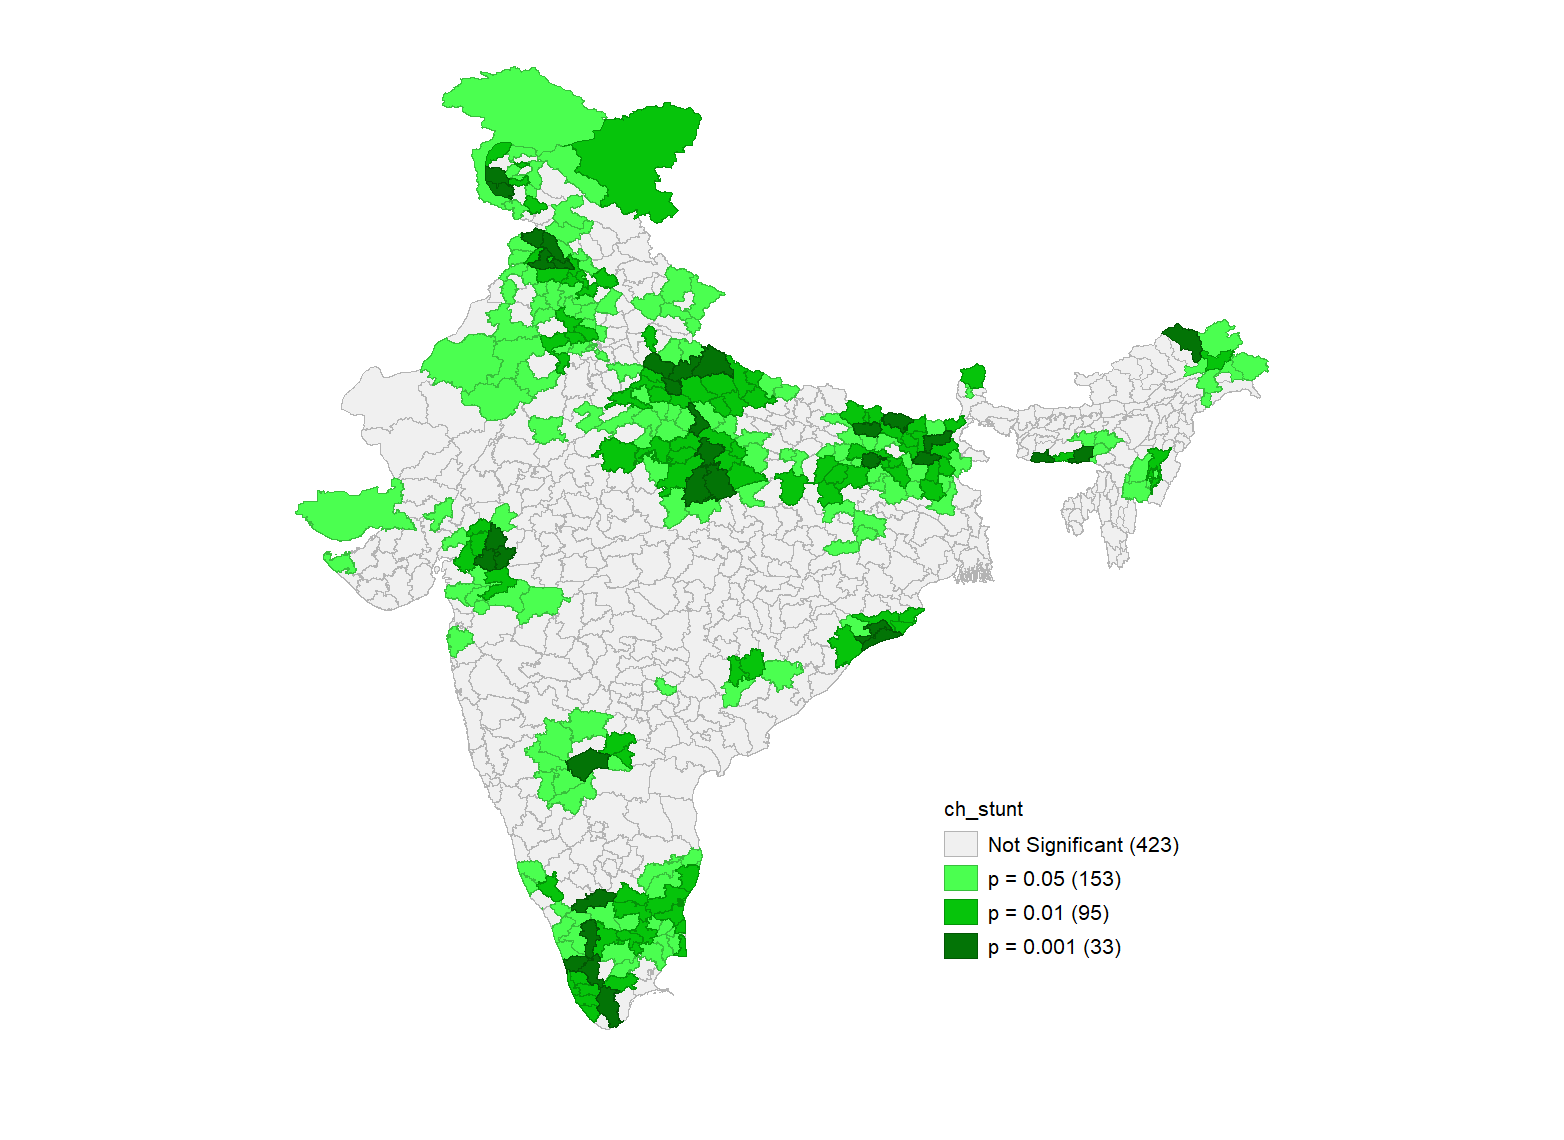 ch_stunt
Not Significant (423)
p = 0.05 (153)
p = 0.01 (95)
p = 0.001 (33)